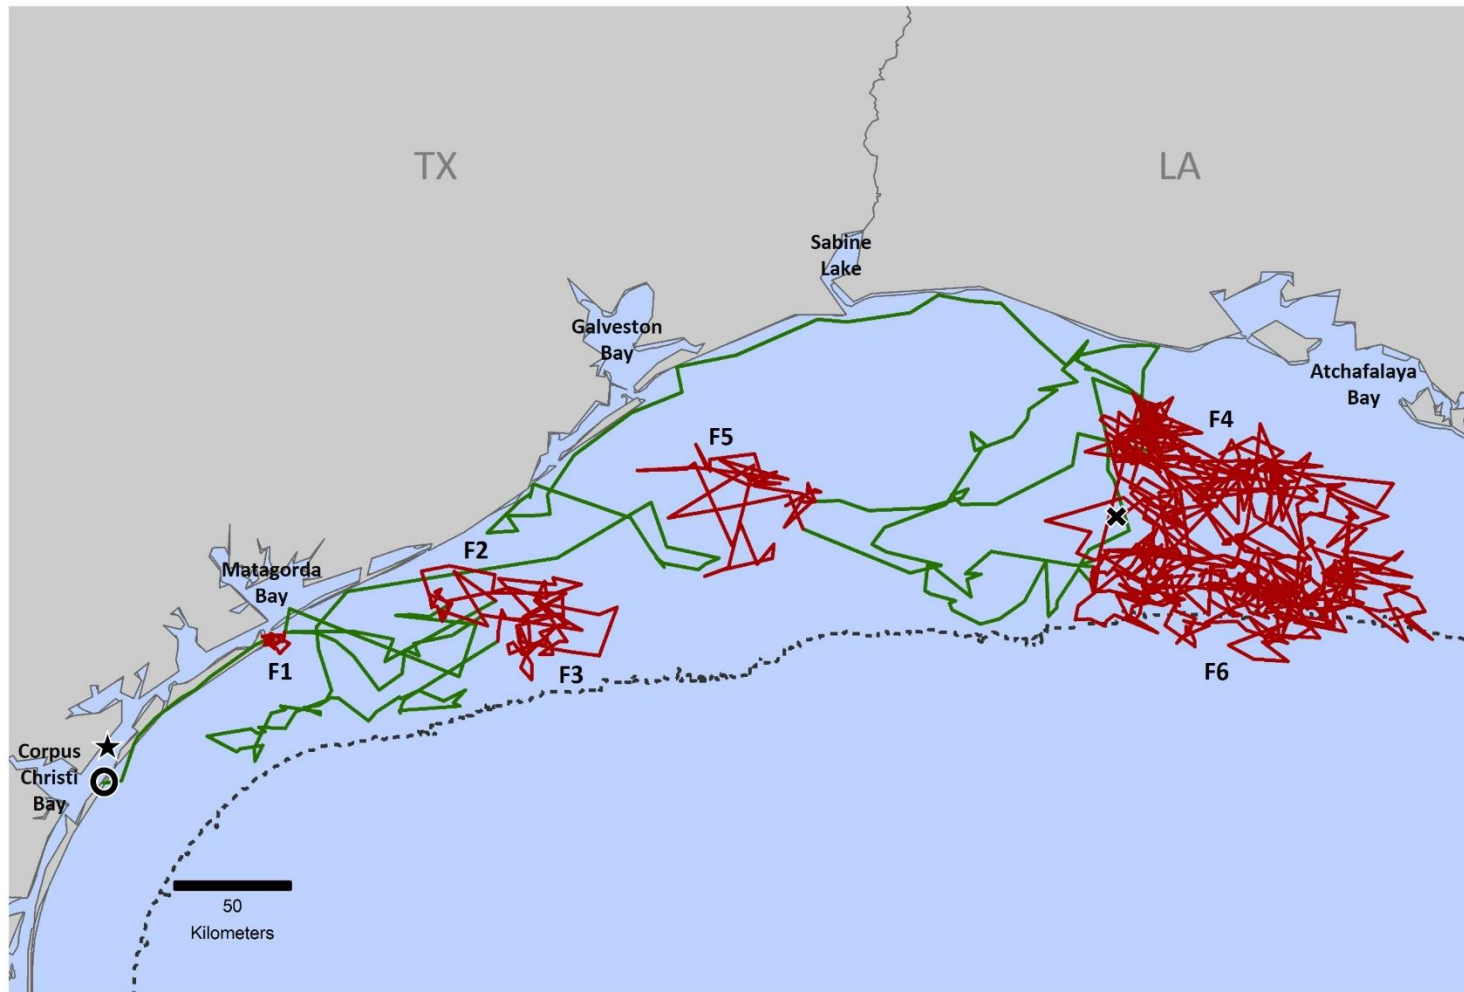 TX
LA
Sabine
Lake
Galveston
Bay
Atchafalaya
Bay
F4
F5
F2
Matagorda
Bay
F1
F3
F6
Corpus
Christi
Bay
50
Kilometers